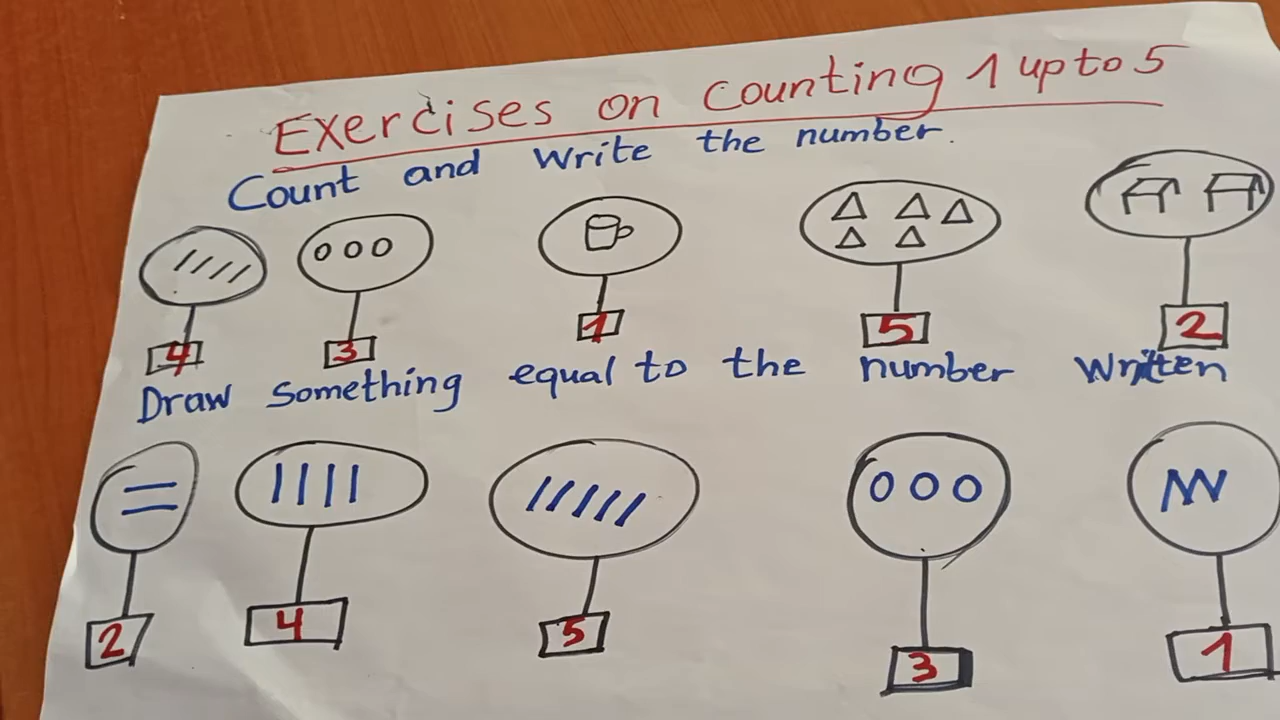 Exercises on Counting 1 up to 5
Count and Write the number.
4 3 1 5 2
Draw something equal to the number Written
2 4 5 3 1